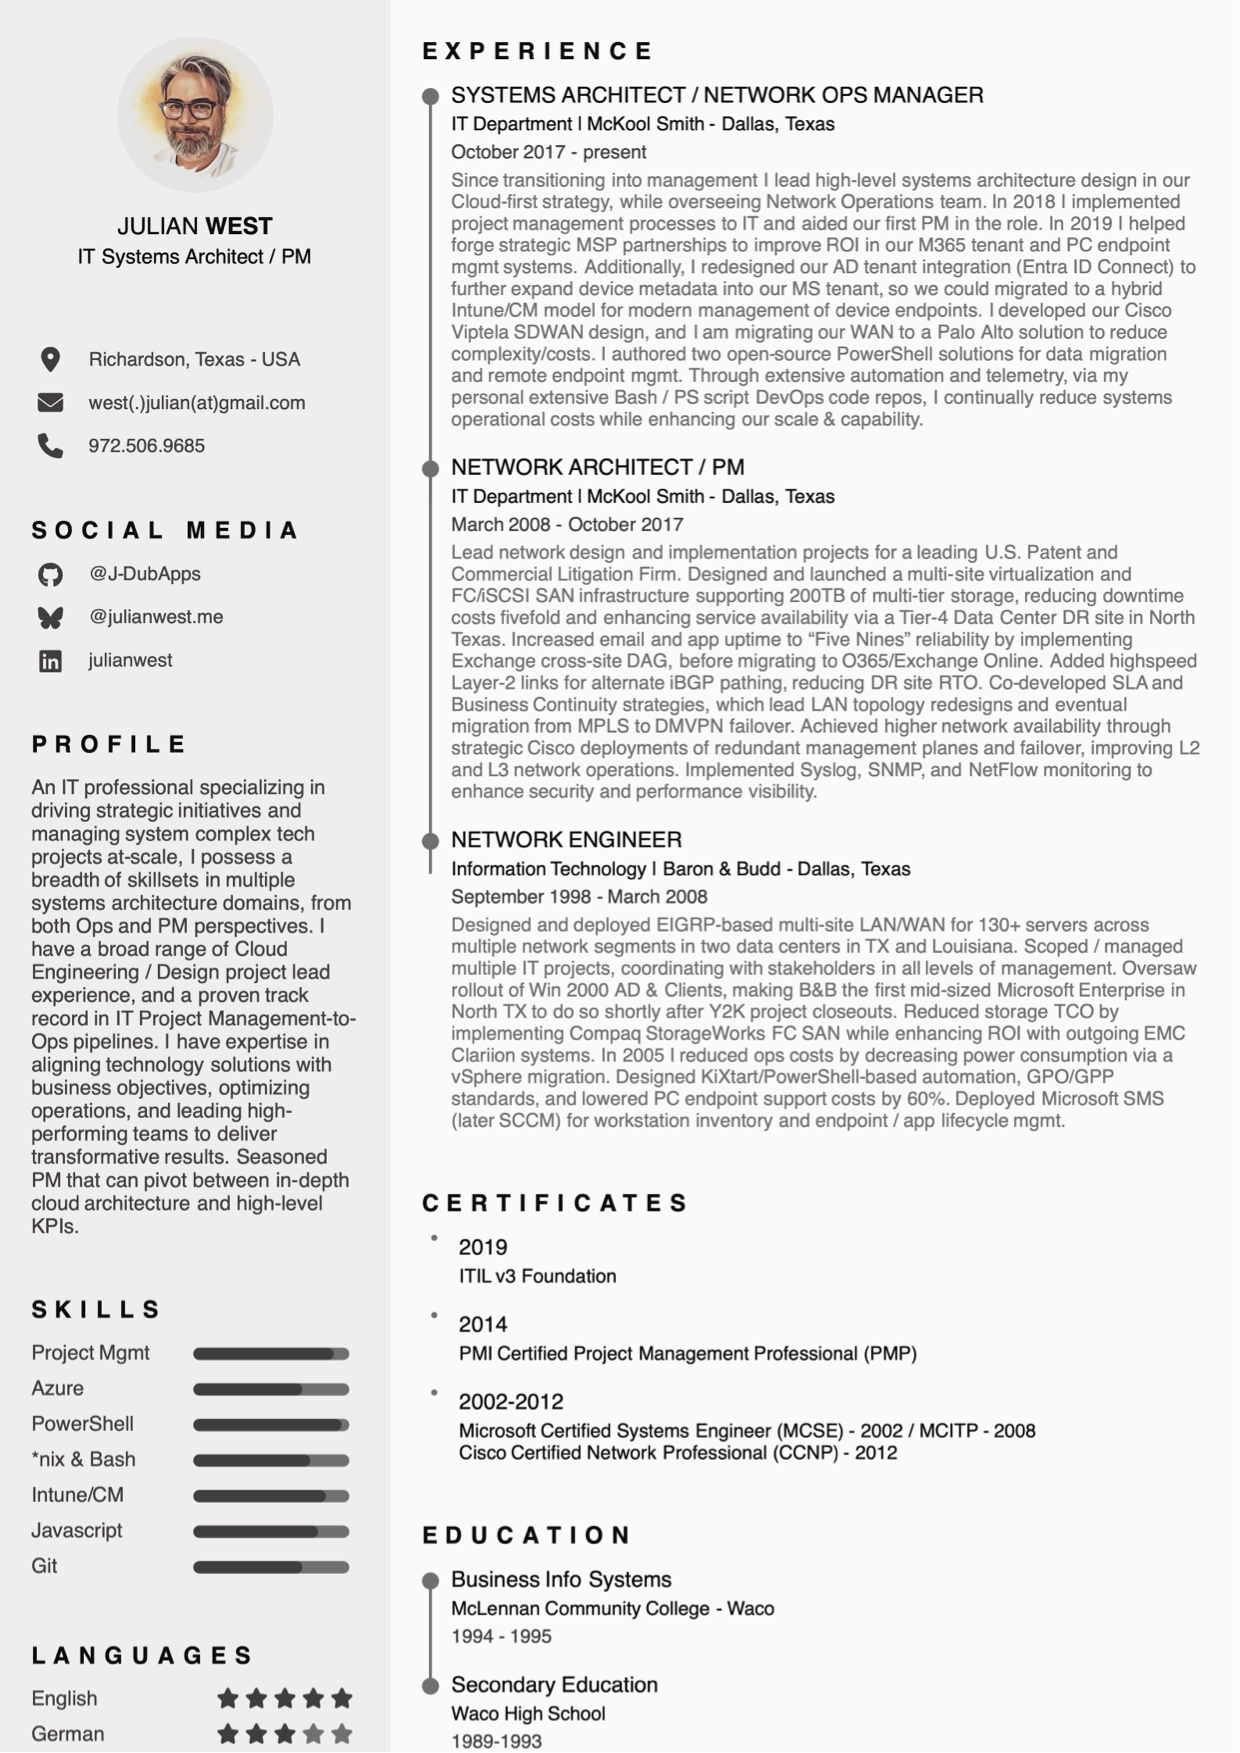 JULIAN WEST
IT Systems Architect / PM
Richardson, Texas - USA
west(.)julian(at)gmail.com
972.506.9685
SOCIAL MEDIA
@J-DubApps
@julianwest.me
julianwest
PROFILE
An IT professional specializing in
driving strategic initiatives and
managing system complex tech
projects at-scale, I possess a
breadth of skillsets in multiple
systems architecture domains, from
both Ops and PM perspectives. I
have a broad range of Cloud
Engineering / Design project lead
experience, and a proven track
record in IT Project Management-to-
Ops pipelines. I have expertise in
aligning technology solutions with
business objectives, optimizing
operations, and leading high-
performing teams to deliver
transformative results. Seasoned
PM that can pivot between in-depth
cloud architecture and high-level
KPIs.
SKILLS
Project Mgmt
Azure
PowerShell
*nix & Bash
Intune/CM
Javascript
Git
LANGUAGES
English
German
EXPERIENCE
SYSTEMS ARCHITECT / NETWORK OPS MANAGER
IT Department | McKool Smith - Dallas, Texas
October 2017 - present
Since transitioning into management I lead high-level systems architecture design in our
Cloud-first strategy, while overseeing Network Operations team. In 2018 I implemented
project management processes to IT and aided our first PM in the role. In 2019 I helped
forge strategic MSP partnerships to improve ROI in our M365 tenant and PC endpoint
mgmt systems. Additionally, I redesigned our AD tenant integration (Entra ID Connect) to
further expand device metadata into our MS tenant, so we could migrated to a hybrid
Intune/CM model for modern management of device endpoints. I developed our Cisco
Viptela SDWAN design, and I am migrating our WAN to a Palo Alto solution to reduce
complexity/costs. I authored two open-source PowerShell solutions for data migration
and remote endpoint mgmt. Through extensive automation and telemetry, via my
personal extensive Bash / PS script DevOps code repos, I continually reduce systems
operational costs while enhancing our scale & capability.
NETWORK ARCHITECT / PM
IT Department | McKool Smith - Dallas, Texas
March 2008 - October 2017
Lead network design and implementation projects for a leading U.S. Patent and
Commercial Litigation Firm. Designed and launched a multi-site virtualization and
FC/iSCSI SAN infrastructure supporting 200TB of multi-tier storage, reducing downtime
costs fivefold and enhancing service availability via a Tier-4 Data Center DR site in North
Texas. Increased email and app uptime to “Five Nines” reliability by implementing
Exchange cross-site DAG, before migrating to O365/Exchange Online. Added highspeed
Layer-2 links for alternate iBGP pathing, reducing DR site RTO. Co-developed SLA and
Business Continuity strategies, which lead LAN topology redesigns and eventual
migration from MPLS to DMVPN failover. Achieved higher network availability through
strategic Cisco deployments of redundant management planes and failover, improving L2
and L3 network operations. Implemented Syslog, SNMP, and NetFlow monitoring to
enhance security and performance visibility.
NETWORK ENGINEER
Information Technology | Baron & Budd - Dallas, Texas
September 1998 - March 2008
Designed and deployed EIGRP-based multi-site LAN/WAN for 130+ servers across
multiple network segments in two data centers in TX and Louisiana. Scoped / managed
multiple IT projects, coordinating with stakeholders in all levels of management. Oversaw
rollout of Win 2000 AD & Clients, making B&B the first mid-sized Microsoft Enterprise in
North TX to do so shortly after Y2K project closeouts. Reduced storage TCO by
implementing Compaq StorageWorks FC SAN while enhancing ROI with outgoing EMC
Clariion systems. In 2005 I reduced ops costs by decreasing power consumption via a
vSphere migration. Designed KiXtart/PowerShell-based automation, GPO/GPP
standards, and lowered PC endpoint support costs by 60%. Deployed Microsoft SMS
(later SCCM) for workstation inventory and endpoint / app lifecycle mgmt.
CERTIFICATES
2019
ITIL v3 Foundation
2014
PMI Certified Project Management Professional (PMP)
2002-2012
Microsoft Certified Systems Engineer (MCSE) - 2002 / MCITP - 2008
Cisco Certified Network Professional (CCNP) - 2012
EDUCATION
Business Info Systems
McLennan Community College - Waco
1994 - 1995
Secondary Education
Waco High School
1989-1993